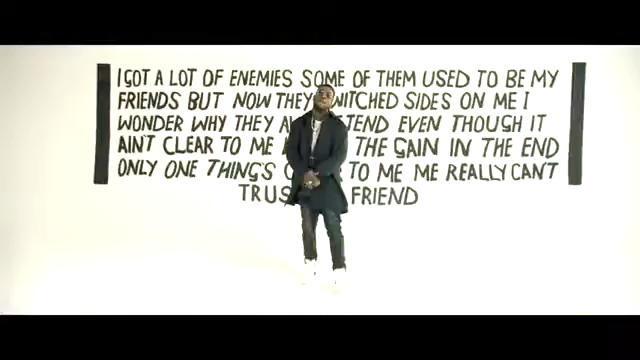 I GOT A LOT OF ENEMIES SOME OF THEM USED TO BE MY
FRIENDS BUT NOW THEY WITCHED SIDES ON ME I
WONDER WHY THEY A TEND EVEN THOUGH IT
AIN'T CLEAR TO ME THE GAIN IN THE END
ONLY ONE THING'S TO ME ME REALLY CAN'T
TRUS FRIEND